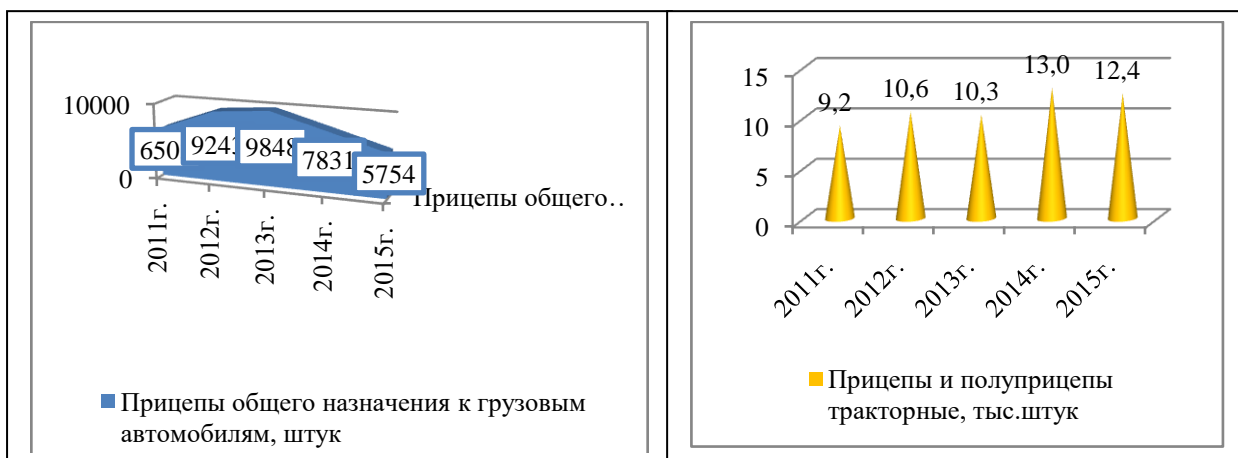 10000
0
650
924
9848
7831
5754
Прицепы общего..
2011г.
2012г.
2013г.
2014г.
2015г.
Прицепы общего назначения к грузовым
автомобилям, штук
15
10
5
0
9,2
10,6
10,3
13,0
12,4
2011г.
2012г.
2013г.
2014г.
2015г.
Прицепы и полуприцепы
тракторные, тыс.штук